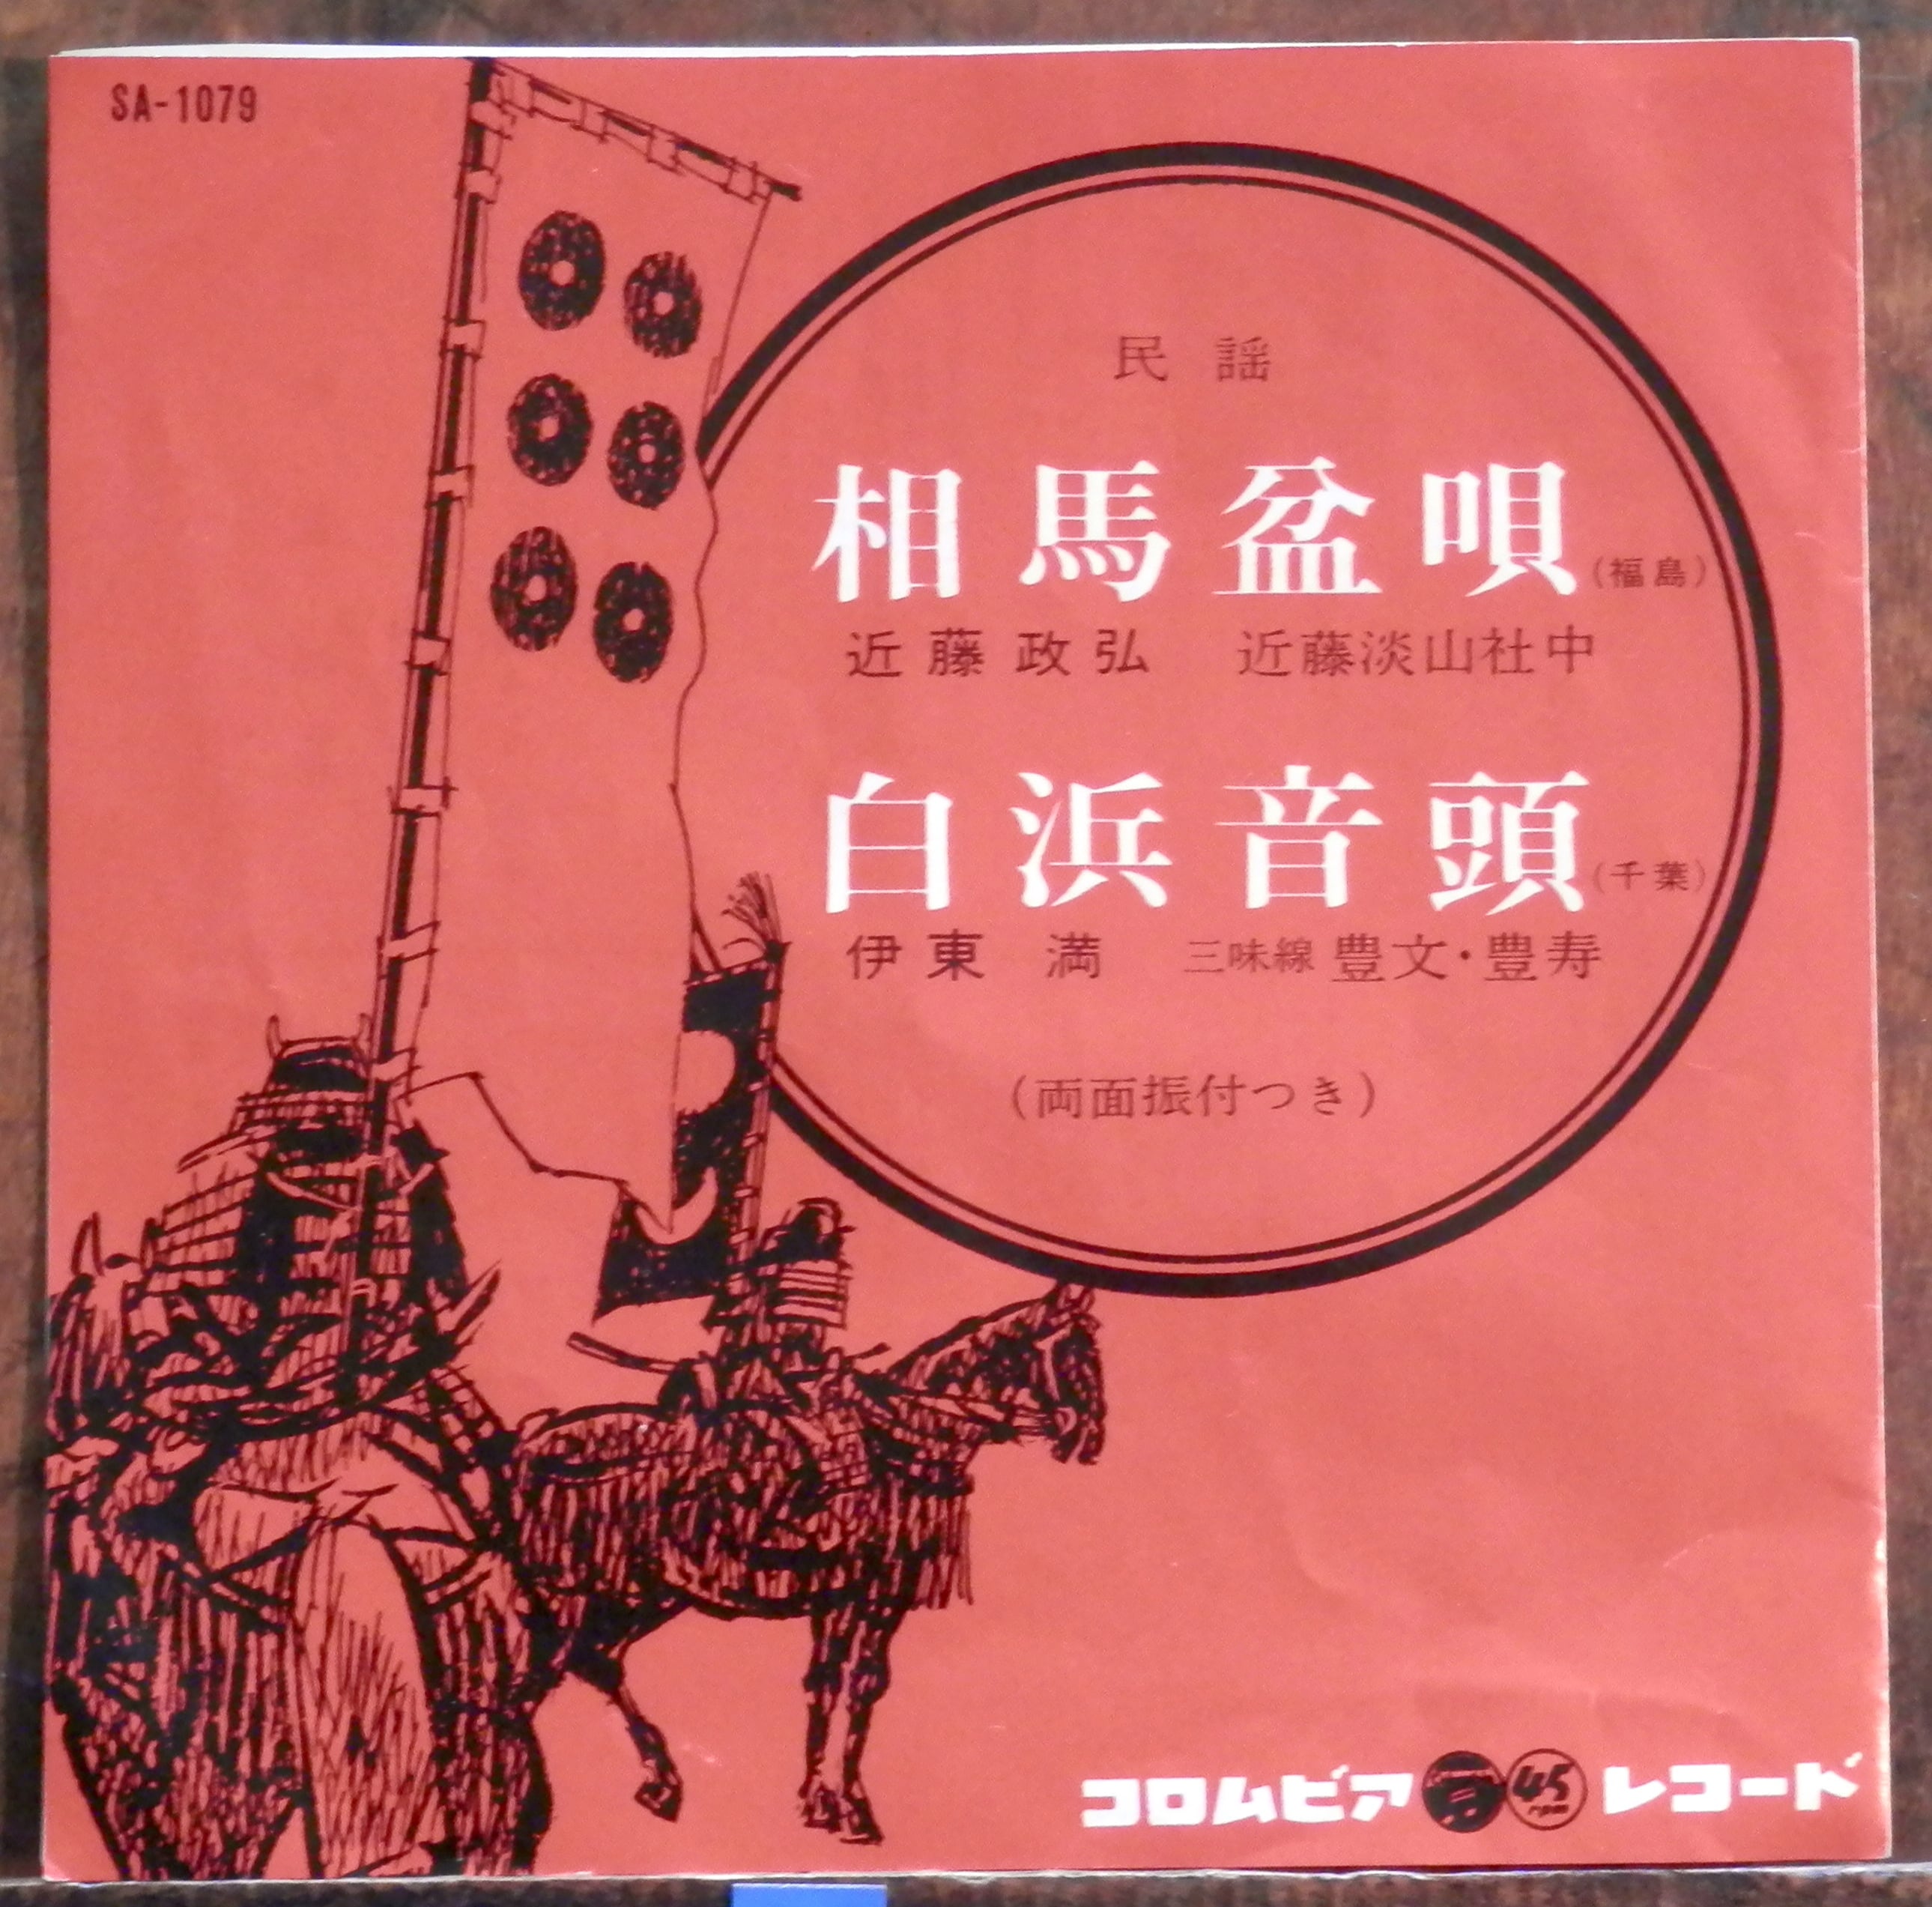 SA-1079
民謡
相馬盆唄(福島)
近藤政弘 近藤淡山社中
白浜音頭(千葉)
伊東 満 三味線 豊文・豊寿
(両面振付つき)
コロムビア 45 rpm レコード